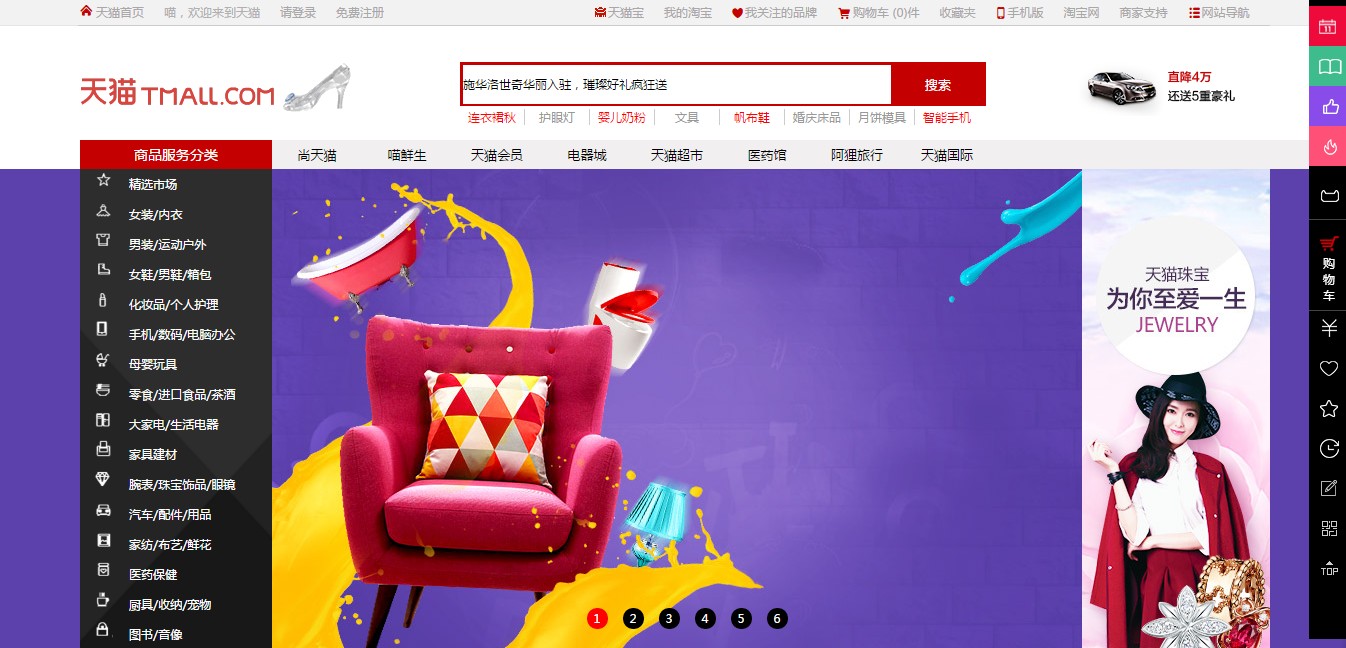 天猫首页 喵，欢迎来到天猫 请登录 免费注册 天猫宝 我的淘宝 我关注的品牌 购物车 (0)件 收藏夹 手机版 淘宝网 商家支持 网站导航
天猫 TMALL.COM
施华洛世奇华丽入驻，璀璨好礼疯狂送 搜索
直降4万
还送5重豪礼
连衣裙秋 护眼灯 婴儿奶粉 文具 帆布鞋 婚庆床品 月饼模具 智能手机
商品服务分类 尚天猫 喵鲜生 天猫会员 电器城 天猫超市 医药馆 阿狸旅行 天猫国际
精选市场
女装/内衣
男装/运动户外
女鞋/男鞋/箱包
化妆品/个人护理
手机/数码/电脑办公
母婴玩具
零食/进口食品/茶酒
大家电/生活电器
家具建材
腕表/珠宝饰品/眼镜
汽车/配件/用品
家纺/布艺/鲜花
医药保健
厨具/收纳/宠物
图书/音像
1 2 3 4 5 6
天猫珠宝
为你至爱一生
JEWELRY
11
购
物
车
TOP